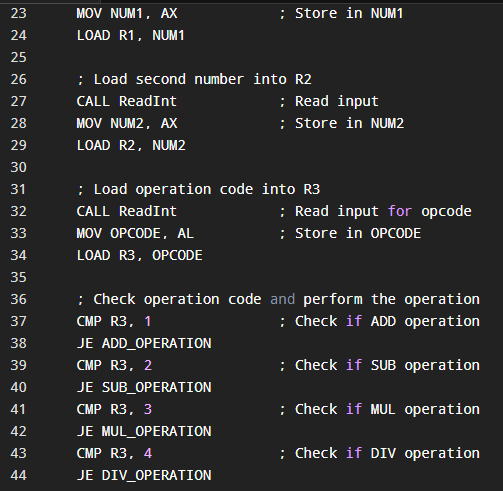 23 MOV NUM1, AX ; Store in NUM1
24 LOAD R1, NUM1
25
26 ; Load second number into R2
27 CALL ReadInt ; Read input
28 MOV NUM2, AX ; Store in NUM2
29 LOAD R2, NUM2
30
31 ; Load operation code into R3
32 CALL ReadInt ; Read input for opcode
33 MOV OPCODE, AL ; Store in OPCODE
34 LOAD R3, OPCODE
35
36 ; Check operation code and perform the operation
37 CMP R3, 1 ; Check if ADD operation
38 JE ADD_OPERATION
39 CMP R3, 2 ; Check if SUB operation
40 JE SUB_OPERATION
41 CMP R3, 3 ; Check if MUL operation
42 JE MUL_OPERATION
43 CMP R3, 4 ; Check if DIV operation
44 JE DIV_OPERATION